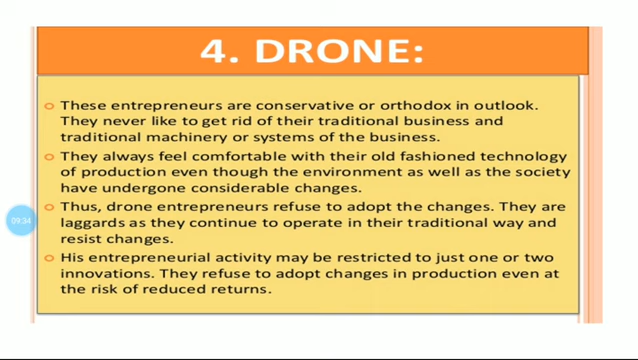 4. DRONE:
These entrepreneurs are conservative or orthodox in outlook.
They never like to get rid of their traditional business and
traditional machinery or systems of the business.
They always feel comfortable with their old fashioned technology
of production even though the environment as well as the society
have undergone considerable changes.
Thus, drone entrepreneurs refuse to adopt the changes. They are
laggards as they continue to operate in their traditional way and
resist changes.
His entrepreneurial activity may be restricted to just one or two
innovations. They refuse to adopt changes in production even at
the risk of reduced returns.
09:34